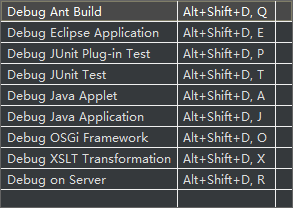 Debug Ant Build Alt+Shift+D, Q
Debug Eclipse Application Alt+Shift+D, E
Debug JUnit Plug-in Test Alt+Shift+D, P
Debug JUnit Test Alt+Shift+D, T
Debug Java Applet Alt+Shift+D, A
Debug Java Application Alt+Shift+D, J
Debug OSGi Framework Alt+Shift+D, O
Debug XSLT Transformation Alt+Shift+D, X
Debug on Server Alt+Shift+D, R